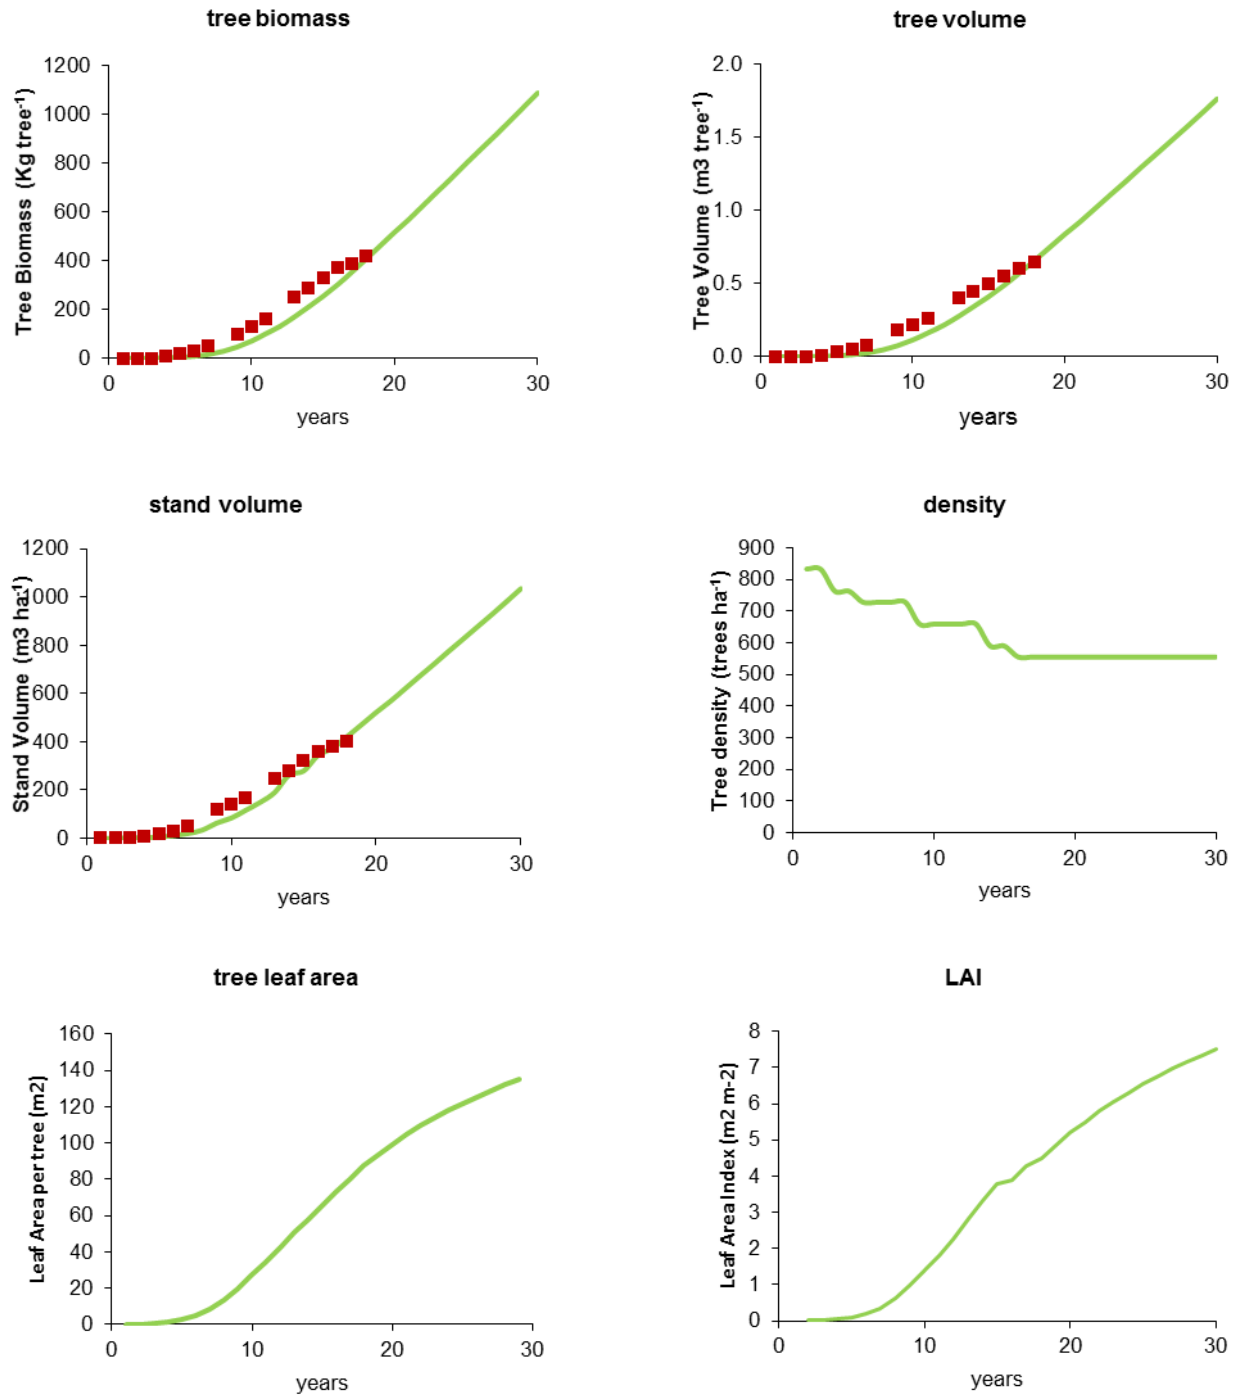 tree biomass
Tree Biomass (Kg tree-1)
1200
1000
800
600
400
200
0
0 10 20 30
years
tree volume
Tree Volume (m3 tree-1)
2.0
1.5
1.0
0.5
0.0
0 10 20 30
years
stand volume
Stand Volume (m3 ha-1)
1200
1000
800
600
400
200
0
0 10 20 30
years
density
Tree density (trees ha-1)
900
800
700
600
500
400
300
200
100
0
0 10 20 30
years
tree leaf area
Leaf Area per tree (m2)
160
140
120
100
80
60
40
20
0
0 10 20 30
years
LAI
Leaf Area Index (m2 m-2)
8
7
6
5
4
3
2
1
0
0 10 20 30
years